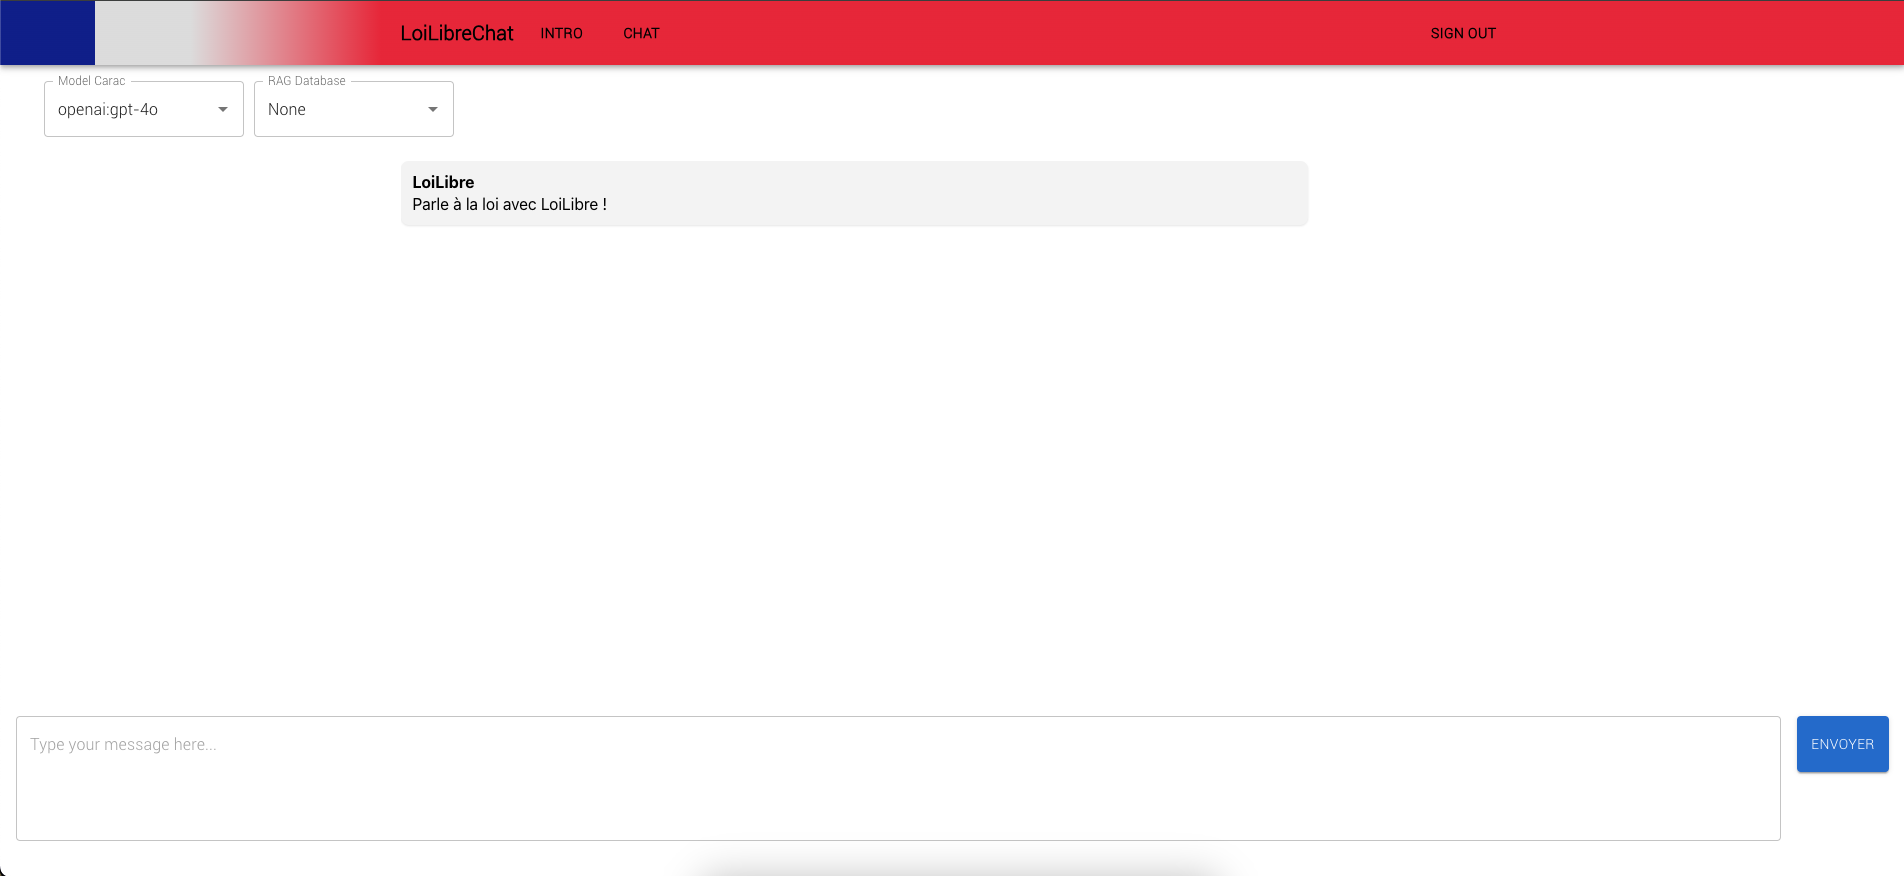 LoiLibreChat INTRO CHAT SIGN OUT
Model Carac RAG Database
openai:gpt-4o None
LoiLibre
Parle à la loi avec LoiLibre !
Type your message here...
ENVOYER